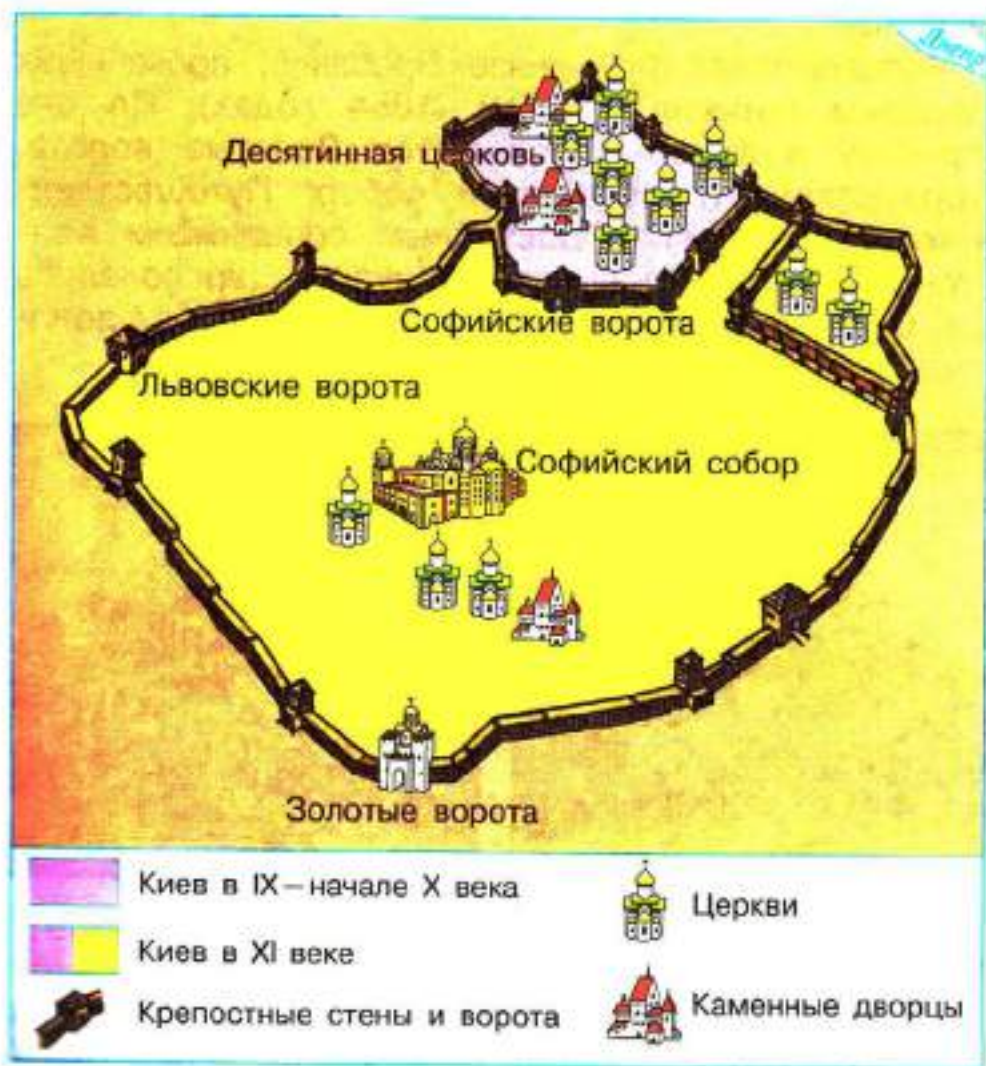 Днепр
Десятинная церковь
Софийские ворота
Львовские ворота
Софийский собор
Золотые ворота
Киев в IX – начале X века
Церкви
Киев в XI веке
Крепостные стены и ворота
Каменные дворцы